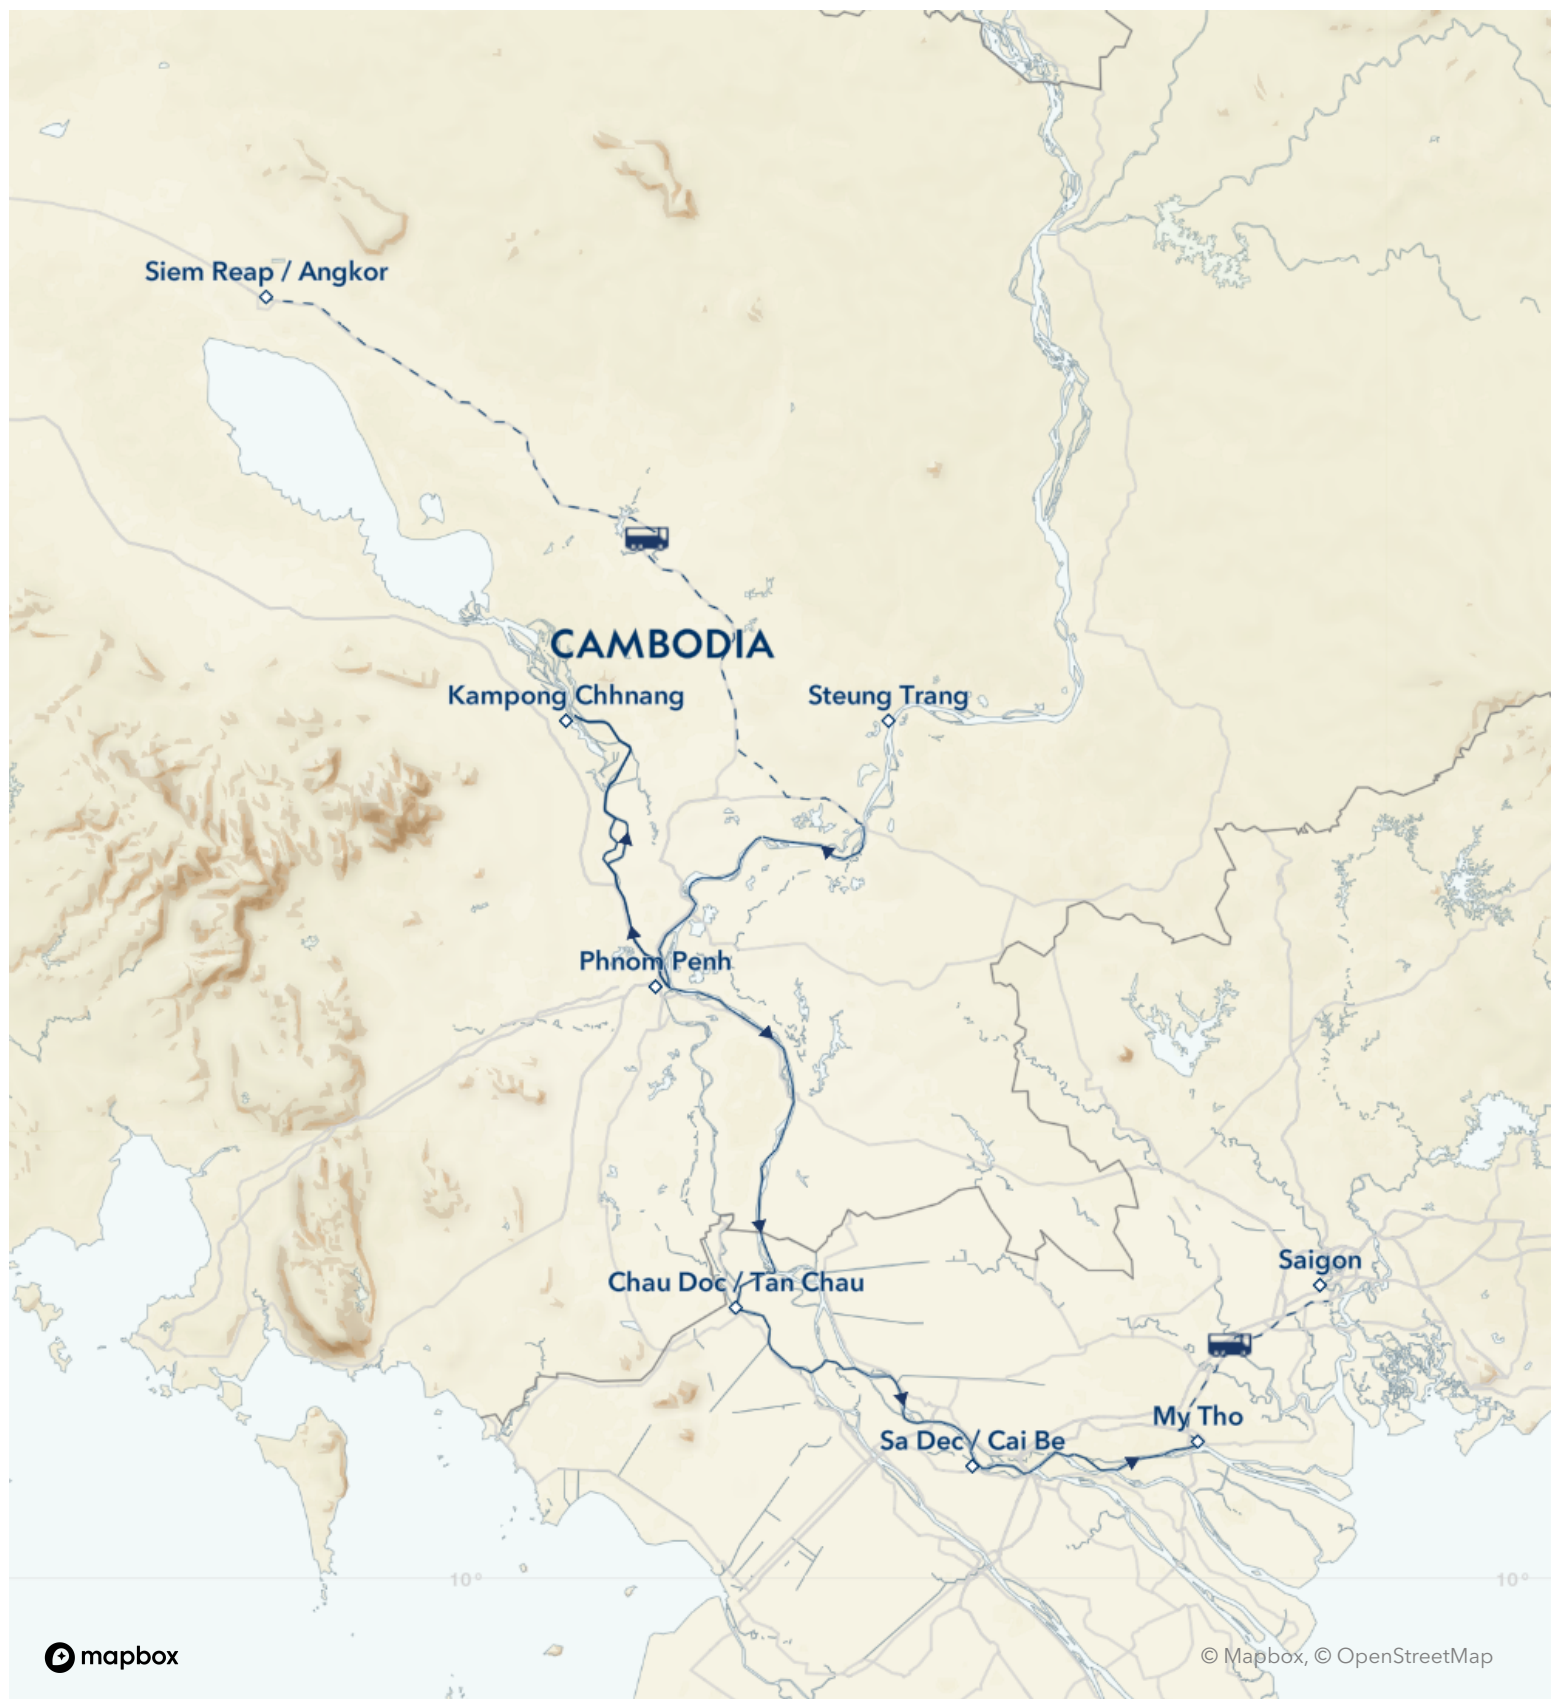 Siem Reap / Angkor
CAMBODIA
Kampong Chhnang
Steung Trang
Phnom Penh
Saigon
Chau Doc / Tan Chau
My Tho
Sa Dec / Cai Be
10°
10°
mapbox
© Mapbox, © OpenStreetMap